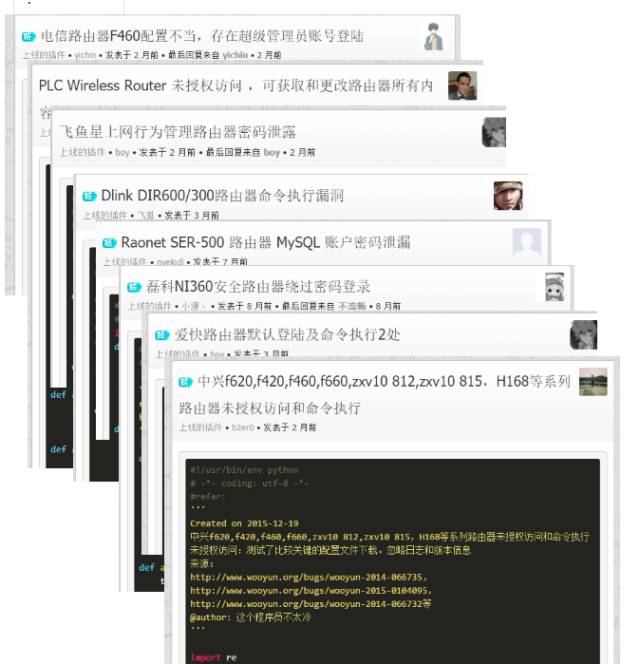 电信路由器F460配置不当，存在超级管理员账号登陆
上线的插件 • yichin • 发表于 2 月前 • 最后回复来自 yichin • 2 月前
PLC Wireless Router 未授权访问 ，可获取和更改路由器所有内
容
飞鱼星上网行为管理路由器密码泄露
上线的插件 • boy • 发表于 2 月前 • 最后回复来自 boy • 2 月前
Dlink DIR600/300路由器命令执行漏洞
上线的插件 • 飞狐 • 发表于 3 月前
Raonet SER-500 路由器 MySQL 账户密码泄漏
上线的插件 • 发表于 7 月前
磊科NI360安全路由器绕过密码登录
上线的插件 • 发表于 8 月前 • 最后回复来自 • 8 月前
爱快路由器默认登陆及命令执行2处
上线的插件 • boy • 发表于 3 月前
中兴f620,f420,f460,f660,zxv10 812,zxv10 815，H168等系列
路由器未授权访问和命令执行
上线的插件 • b2er0 • 发表于 2 月前
def
#!/usr/bin/env python
# -*- coding: utf-8 -*-
#refer:
def
'''
Created on 2015-12-19
中兴f620,f420,f460,f660,zxv10 812,zxv10 815，H168等系列路由器未授权访问和命令执行
未授权访问：测试了比较关键的配置文件下载。忽略日志和版本信息
来源：
def a
http://www.wooyun.org/bugs/wooyun-2014-066735，
http://www.wooyun.org/bugs/wooyun-2015-0104095，
http://www.wooyun.org/bugs/wooyun-2014-066732等
@author: 这个程序员不太冷
'''
import re